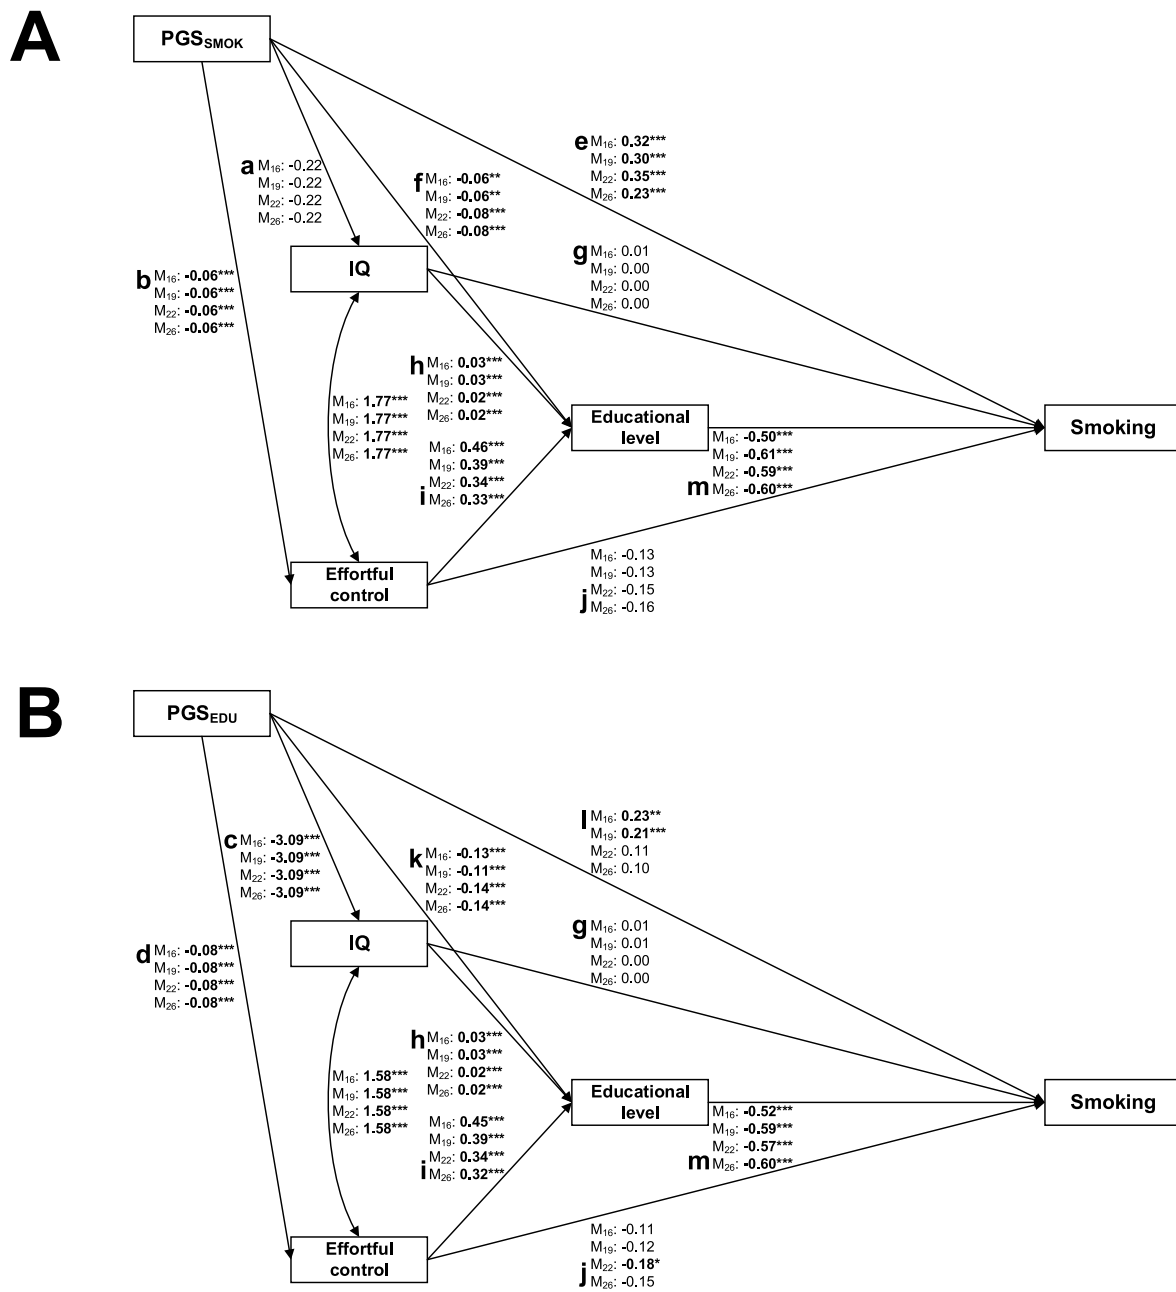 A
PGSSMOK
e M16: 0.32***
M19: 0.30***
M22: 0.35***
M26: 0.23***
a M16: -0.22
M19: -0.22
M22: -0.22
M26: -0.22
f M16: -0.06**
M19: -0.06**
M22: -0.08***
M26: -0.08***
g M16: 0.01
M19: 0.00
M22: 0.00
M26: 0.00
IQ
b M16: -0.06***
M19: -0.06***
M22: -0.06***
M26: -0.06***
h M16: 0.03***
M19: 0.03***
M22: 0.02***
M26: 0.02***
M16: 1.77***
M19: 1.77***
M22: 1.77***
M26: 1.77***
Educational
level
Smoking
M16: 0.46***
M19: 0.39***
M22: 0.34***
i M26: 0.33***
M16: -0.50***
M19: -0.61***
M22: -0.59***
m M26: -0.60***
Effortful
control
M16: -0.13
M19: -0.13
M22: -0.15
j M26: -0.16
B
PGSEDU
l M16: 0.23**
M19: 0.21***
M22: 0.11
M26: 0.10
c M16: -3.09***
M19: -3.09***
M22: -3.09***
M26: -3.09***
k M16: -0.13***
M19: -0.11***
M22: -0.14***
M26: -0.14***
g M16: 0.01
M19: 0.01
M22: 0.00
M26: 0.00
IQ
d M16: -0.08***
M19: -0.08***
M22: -0.08***
M26: -0.08***
h M16: 0.03***
M19: 0.03***
M22: 0.02***
M26: 0.02***
M16: 1.58***
M19: 1.58***
M22: 1.58***
M26: 1.58***
Educational
level
Smoking
M16: 0.45***
M19: 0.39***
M22: 0.34***
i M26: 0.32***
M16: -0.52***
M19: -0.59***
M22: -0.57***
m M26: -0.60***
Effortful
control
M16: -0.11
M19: -0.12
M22: -0.18*
j M26: -0.15